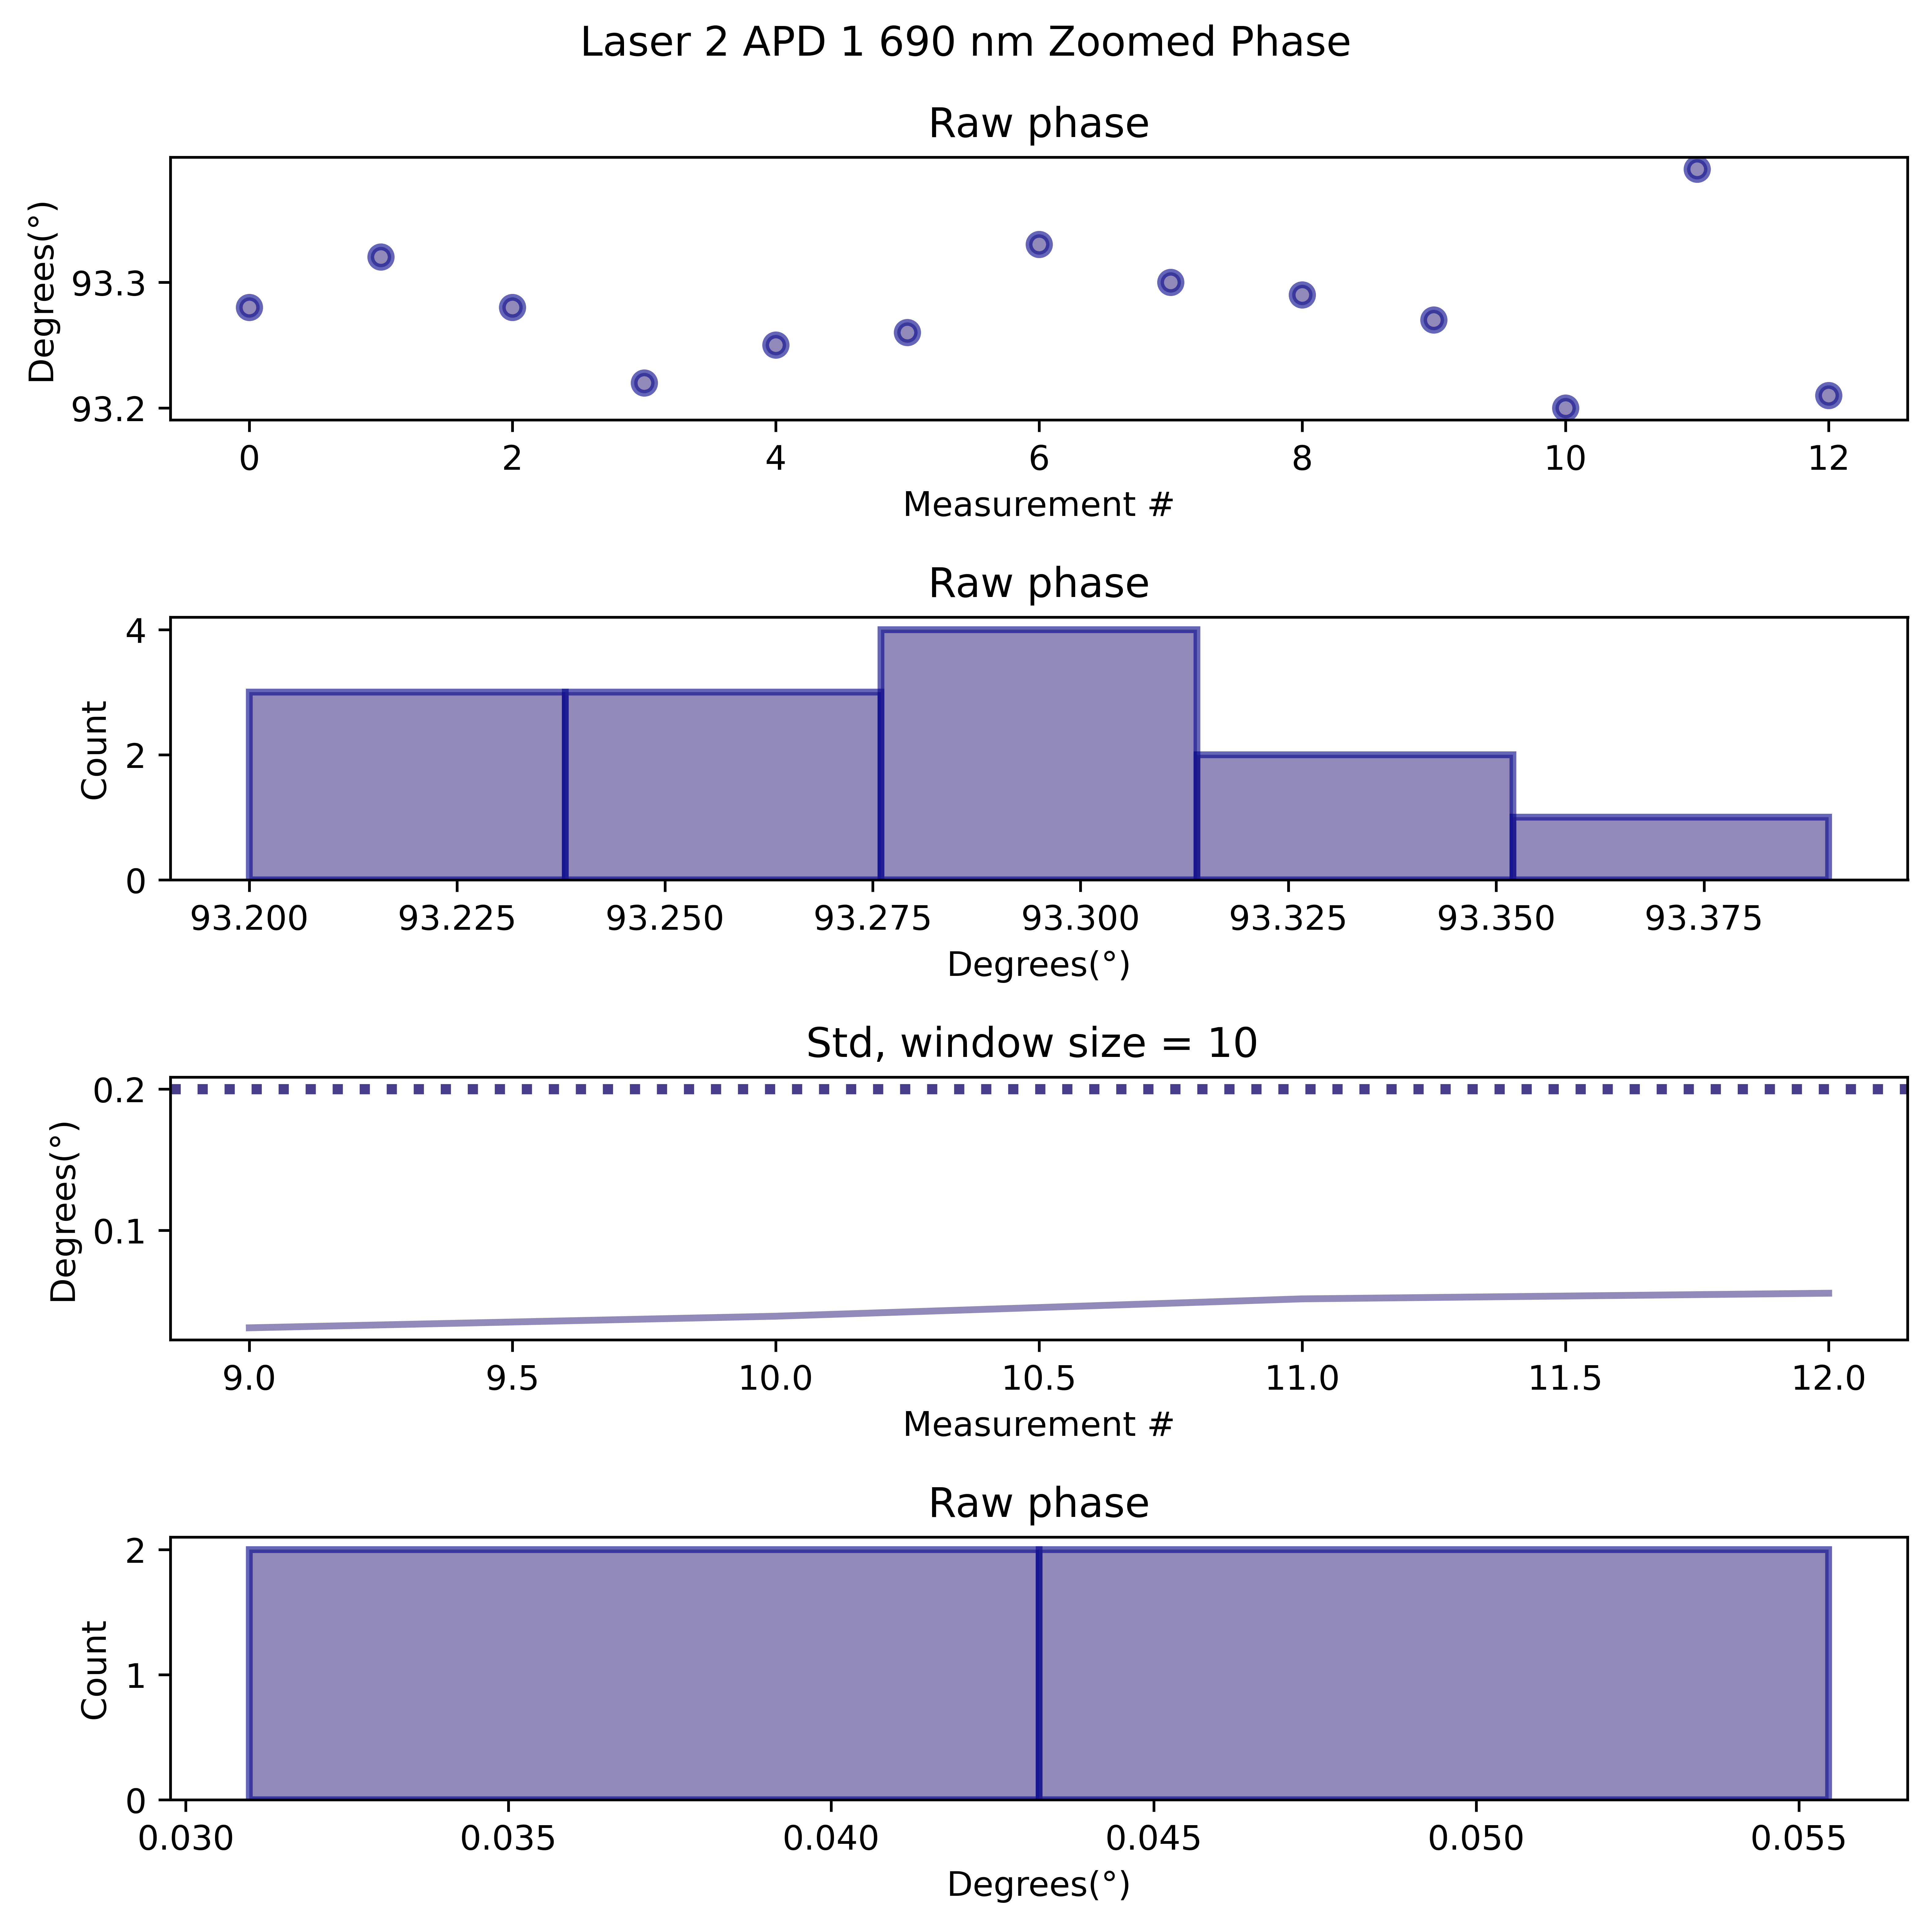 Laser 2 APD 1 690 nm Zoomed Phase
Raw phase
Degrees(°)
93.3
93.2
0 2 4 6 8 10 12
Measurement #
Raw phase
Count
4
2
0
93.200 93.225 93.250 93.275 93.300 93.325 93.350 93.375
Degrees(°)
Std, window size = 10
Degrees(°)
0.2
0.1
9.0 9.5 10.0 10.5 11.0 11.5 12.0
Measurement #
Raw phase
Count
2
1
0
0.030 0.035 0.040 0.045 0.050 0.055
Degrees(°)